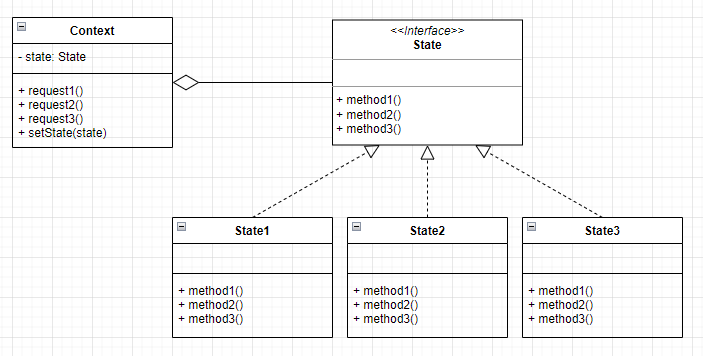 Context
- state: State
+ request1()
+ request2()
+ request3()
+ setState(state)
<<Interface>>
State
+ method1()
+ method2()
+ method3()
State1
+ method1()
+ method2()
+ method3()
State2
+ method1()
+ method2()
+ method3()
State3
+ method1()
+ method2()
+ method3()